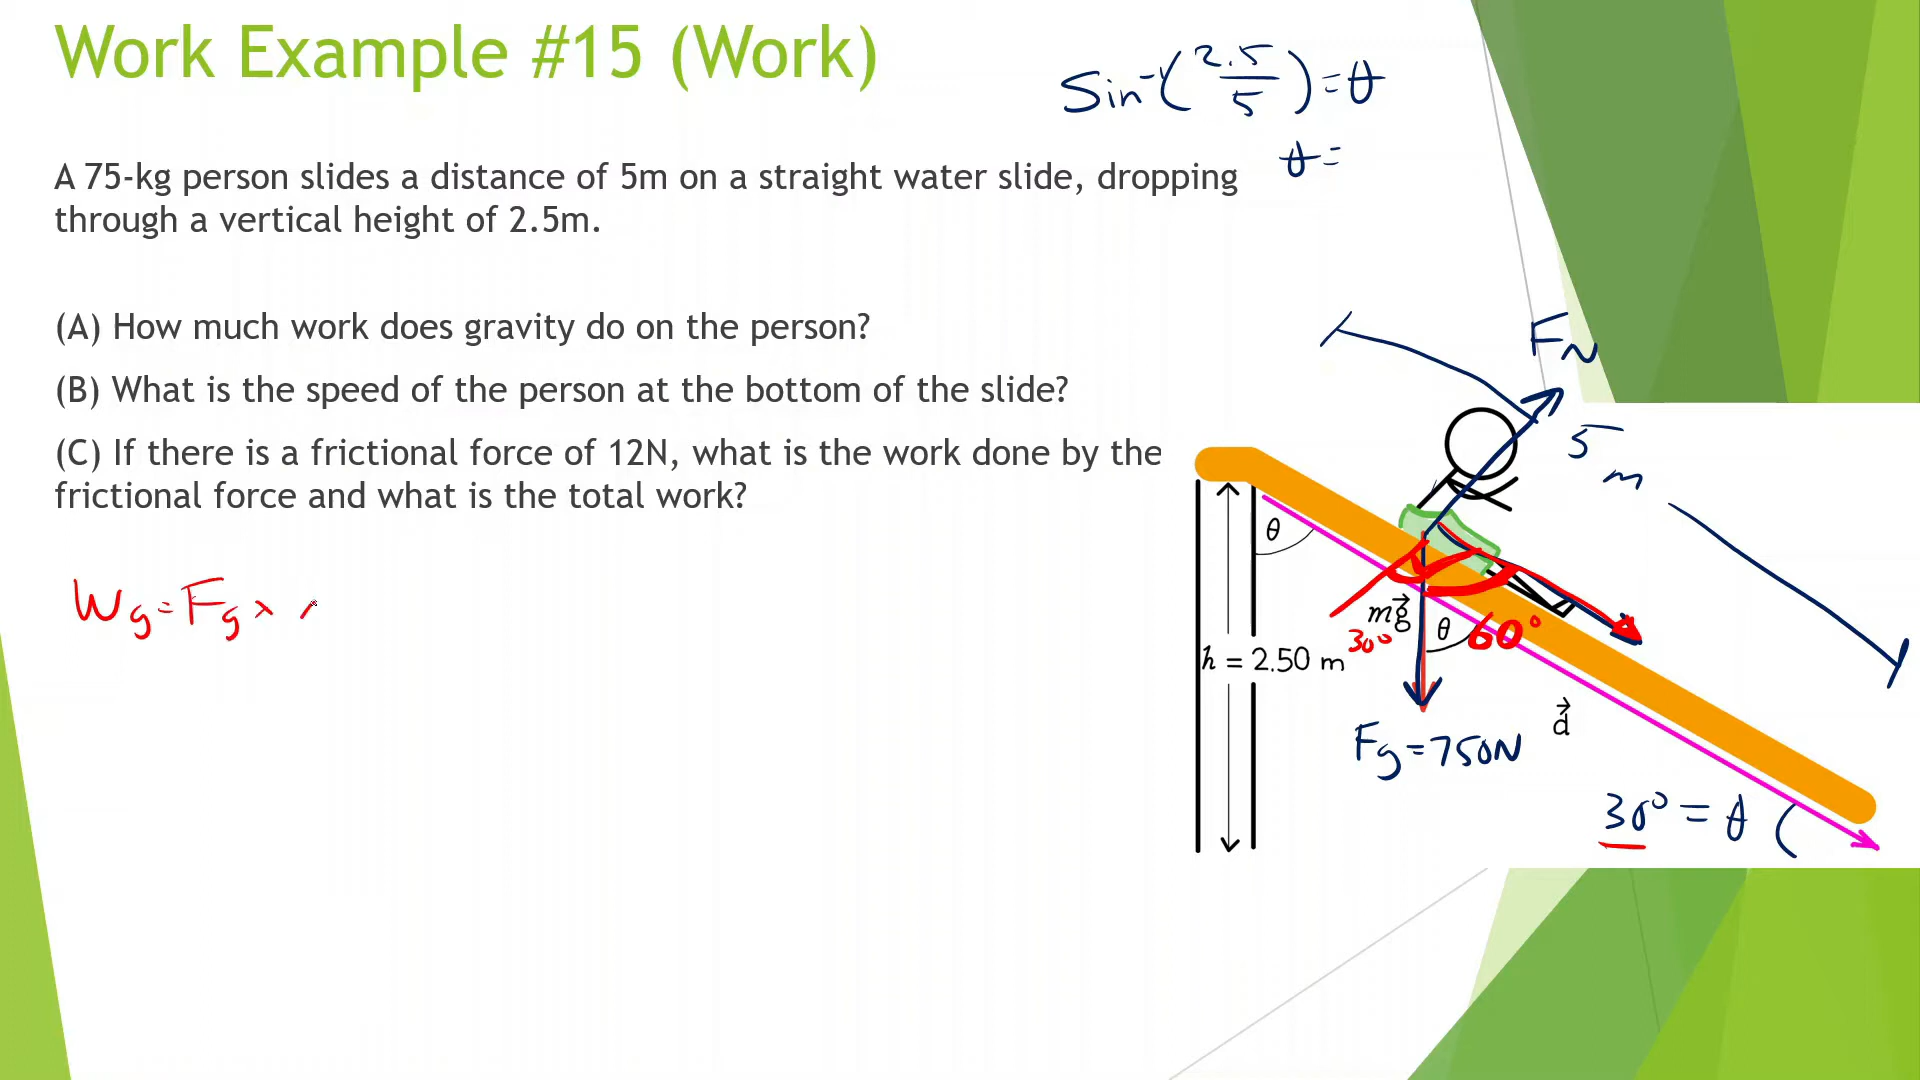 Work Example #15 (Work)
Sin⁻¹(2.5/5) = θ
θ =
A 75-kg person slides a distance of 5m on a straight water slide, dropping
through a vertical height of 2.5m.
(A) How much work does gravity do on the person?
(B) What is the speed of the person at the bottom of the slide?
(C) If there is a frictional force of 12N, what is the work done by the
frictional force and what is the total work?
F_N
5 m
θ
mg⃗
θ
60°
30°
h = 2.50 m
W_g = F_g ×
d⃗
F_g = 750N
30° = θ